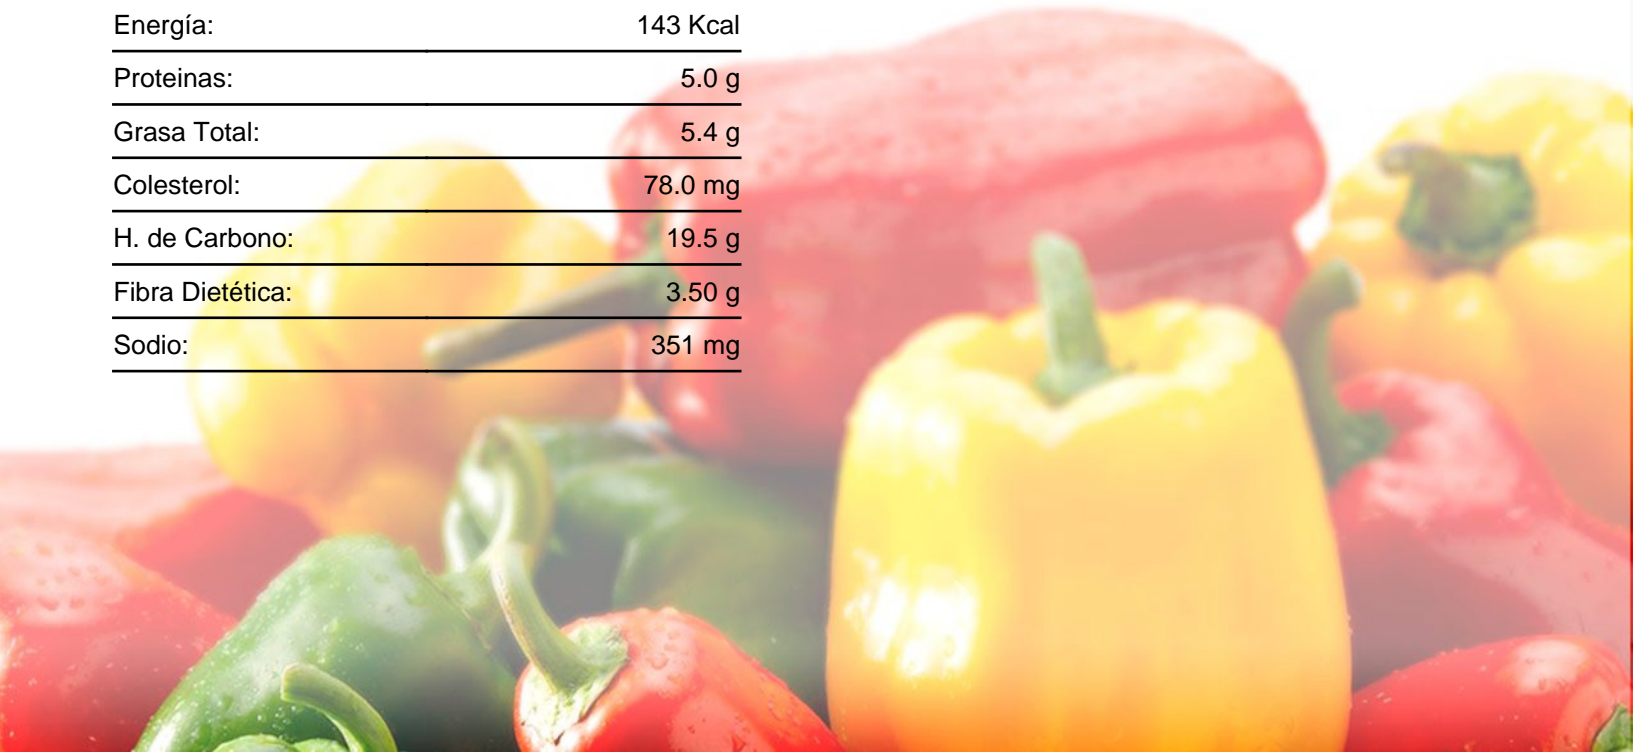 Energía: 143 Kcal
Proteinas: 5.0 g
Grasa Total: 5.4 g
Colesterol: 78.0 mg
H. de Carbono: 19.5 g
Fibra Dietética: 3.50 g
Sodio: 351 mg